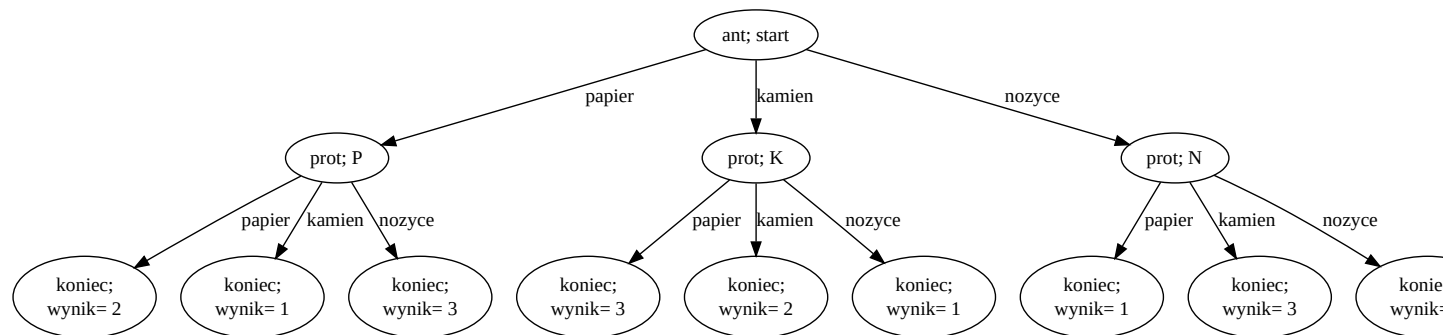 ant; start
papier
kamien
nozyce
prot; P
prot; K
prot; N
papier
kamien
nozyce
papier
kamien
nozyce
papier
kamien
nozyce
koniec;
wynik= 2
koniec;
wynik= 1
koniec;
wynik= 3
koniec;
wynik= 3
koniec;
wynik= 2
koniec;
wynik= 1
koniec;
wynik= 1
koniec;
wynik= 3